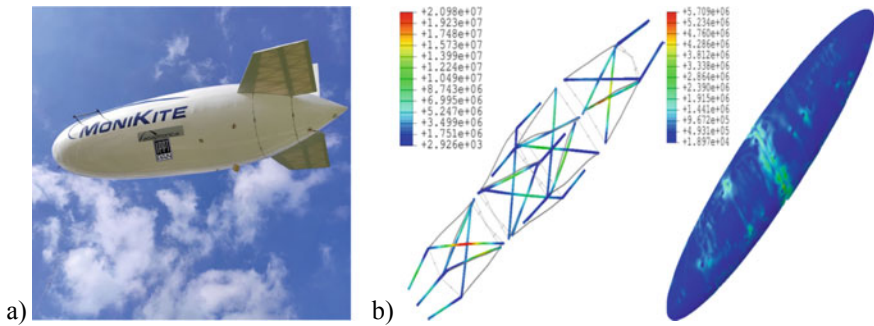 MONIKITE
a)
b)
+2.098e+07
+1.923e+07
+1.748e+07
+1.573e+07
+1.399e+07
+1.224e+07
+1.049e+07
+8.743e+06
+6.995e+06
+5.247e+06
+3.499e+06
+1.751e+06
+2.926e+03
+5.709e+06
+5.234e+06
+4.760e+06
+4.286e+06
+3.812e+06
+3.338e+06
+2.864e+06
+2.390e+06
+1.915e+06
+1.441e+06
+9.672e+05
+4.931e+05
+1.897e+04